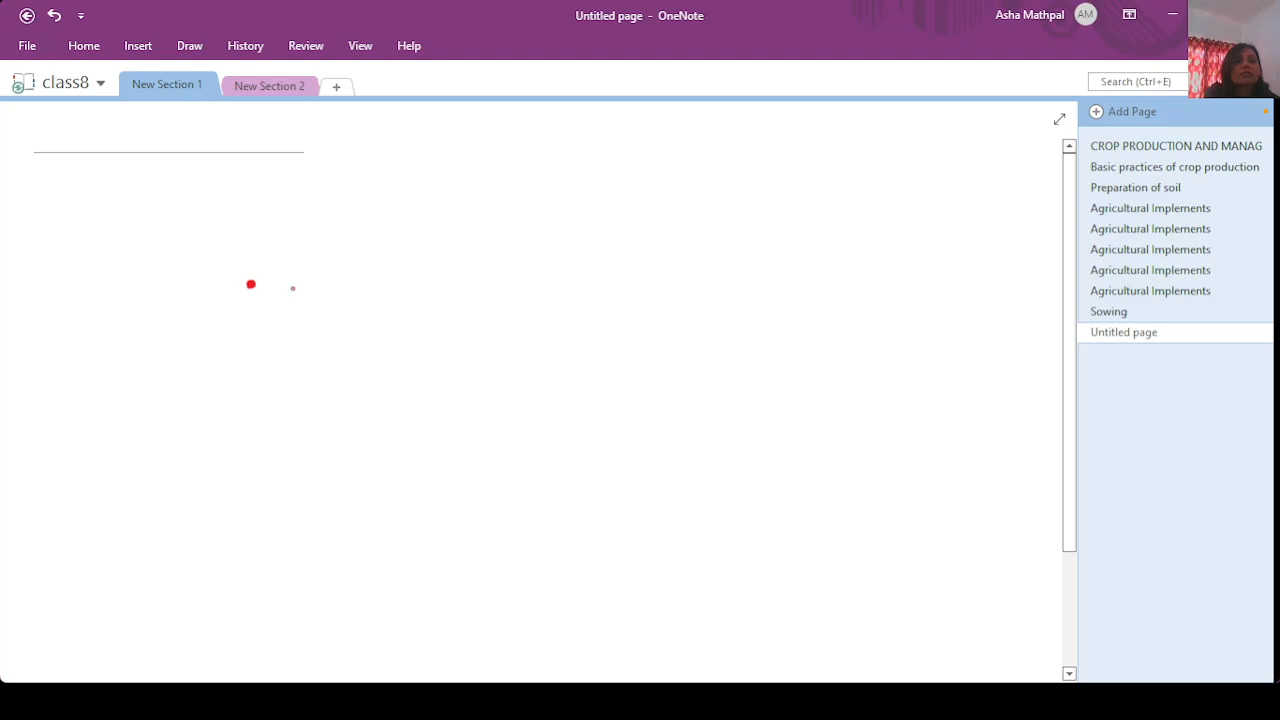 Untitled page - OneNote
Asha Mathpal AM
File Home Insert Draw History Review View Help
class8 New Section 1 New Section 2 +
Search (Ctrl+E)
Add Page
CROP PRODUCTION AND MANAG
Basic practices of crop production
Preparation of soil
Agricultural Implements
Agricultural Implements
Agricultural Implements
Agricultural Implements
Agricultural Implements
Sowing
Untitled page